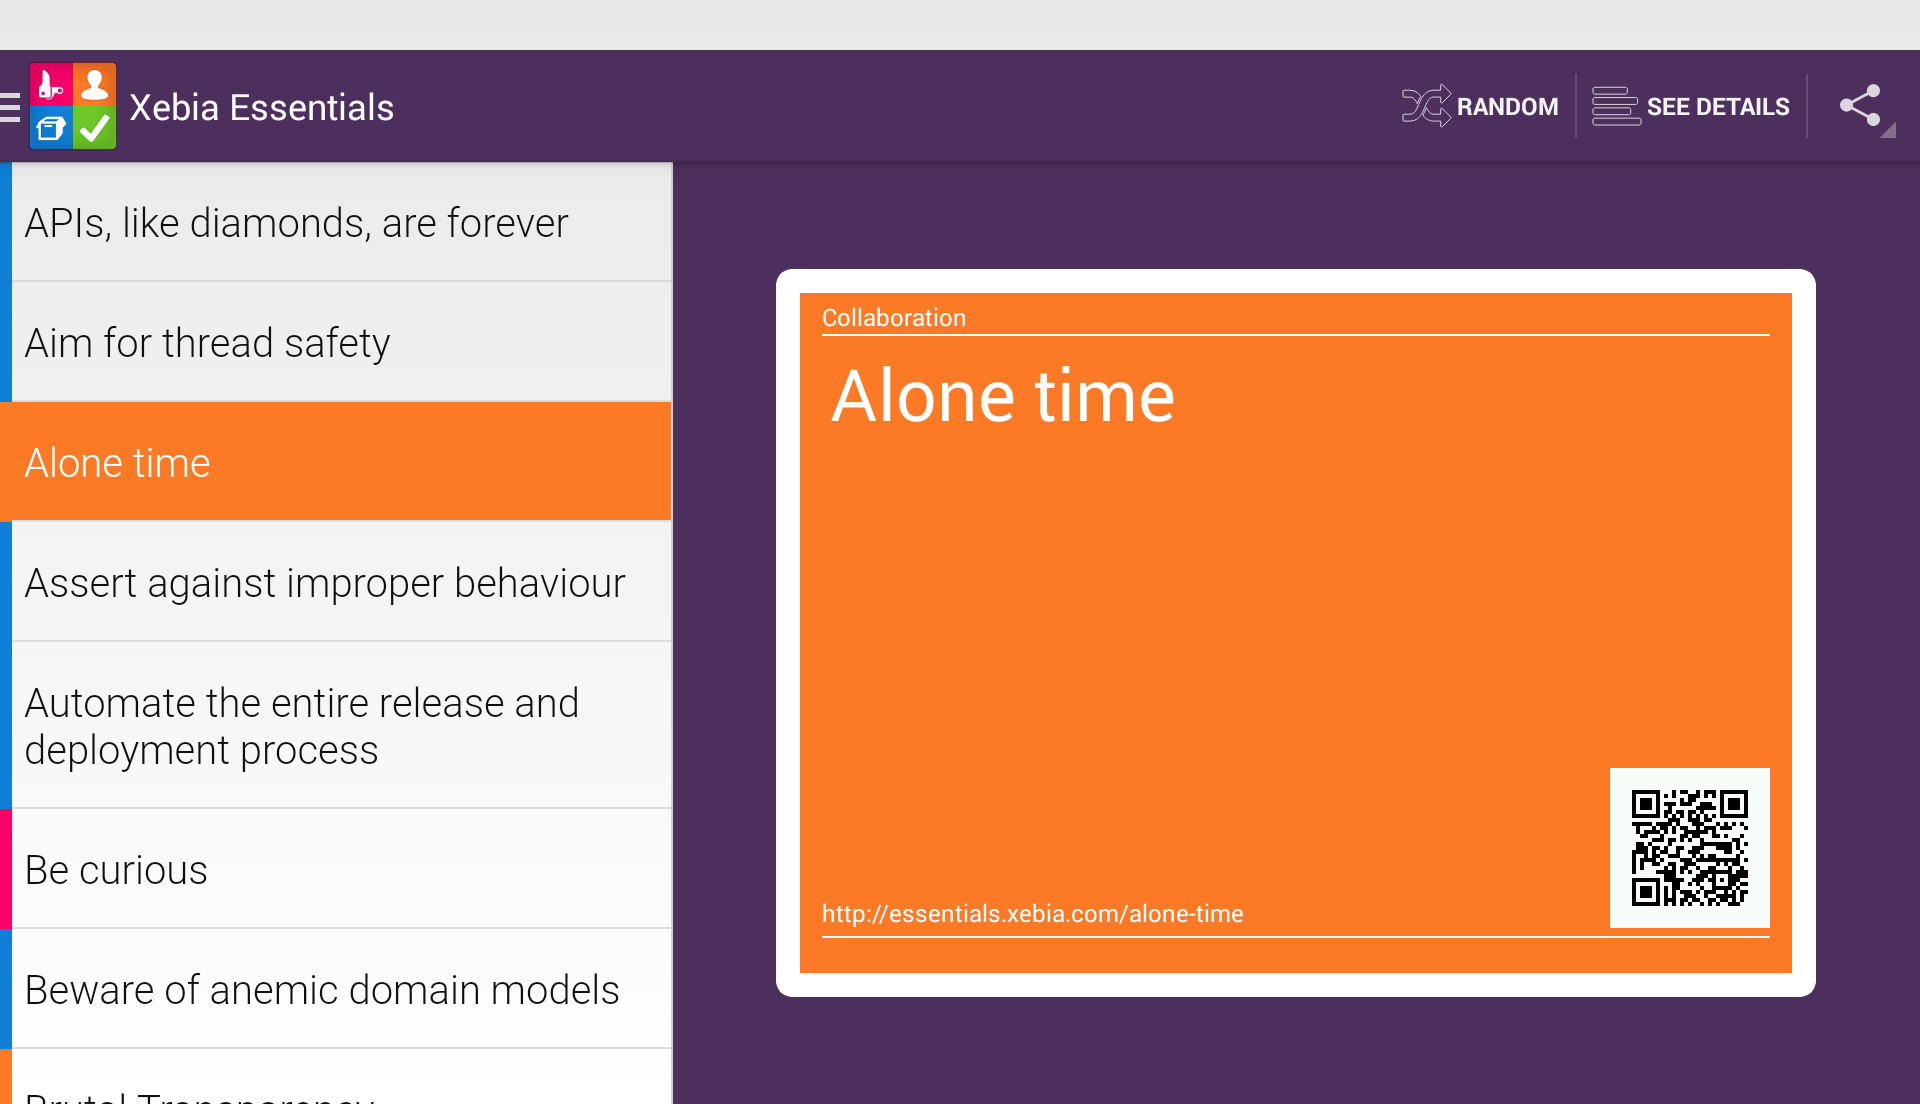 Xebia Essentials
RANDOM
SEE DETAILS
APIs, like diamonds, are forever
Aim for thread safety
Alone time
Assert against improper behaviour
Automate the entire release and
deployment process
Be curious
Beware of anemic domain models
Brutal Transparency
Collaboration
Alone time
http://essentials.xebia.com/alone-time